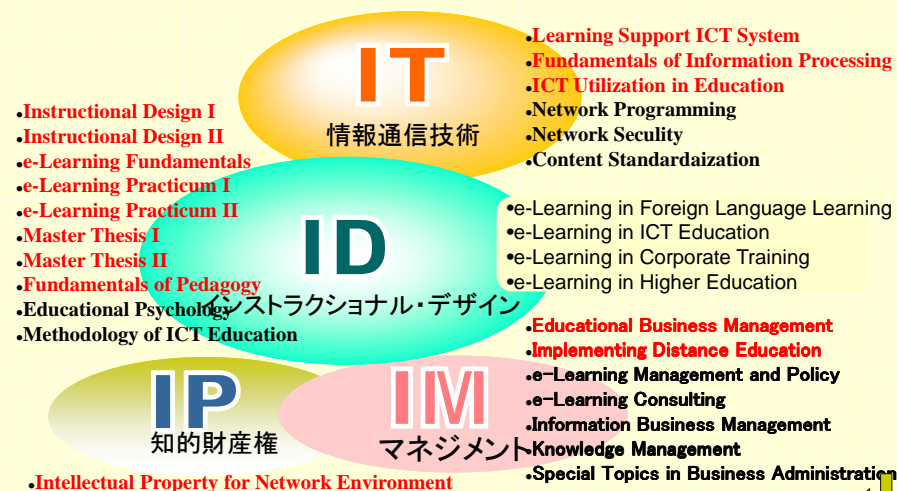 IT
情報通信技術
•Learning Support ICT System
•Fundamentals of Information Processing
•ICT Utilization in Education
•Network Programming
•Network Seculity
•Content Standardaization
•Instructional Design I
•Instructional Design II
•e-Learning Fundamentals
•e-Learning Practicum I
•e-Learning Practicum II
•Master Thesis I
•Master Thesis II
•Fundamentals of Pedagogy
•Educational Psychology
•Methodology of ICT Education
ID
インストラクショナル・デザイン
•e-Learning in Foreign Language Learning
•e-Learning in ICT Education
•e-Learning in Corporate Training
•e-Learning in Higher Education
IP
知的財産権
•Intellectual Property for Network Environment
IM
マネジメント
•Educational Business Management
•Implementing Distance Education
•e-Learning Management and Policy
•e-Learning Consulting
•Information Business Management
•Knowledge Management
•Special Topics in Business Administration